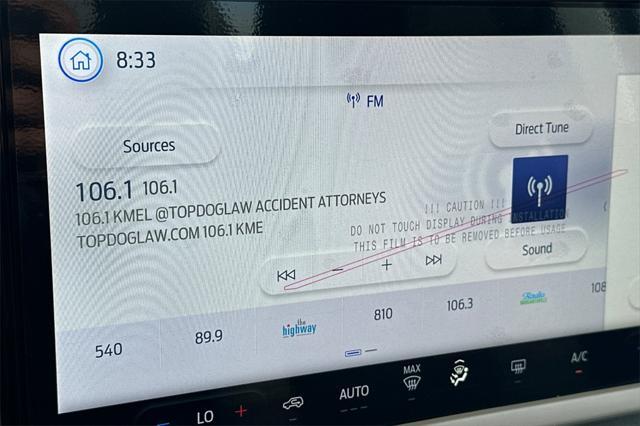 8:33
FM
Sources
Direct Tune
106.1 106.1
106.1 KMEL @TOPDOGLAW ACCIDENT ATTORNEYS
TOPDOGLAW.COM 106.1 KME
!!! CAUTION !!!
DO NOT TOUCH DISPLAY DURING INSTALLATION
THIS FILM IS TO BE REMOVED BEFORE USAGE
Sound
540
89.9
the
highway
810
106.3
Radio
108
LO
AUTO
MAX
A/C